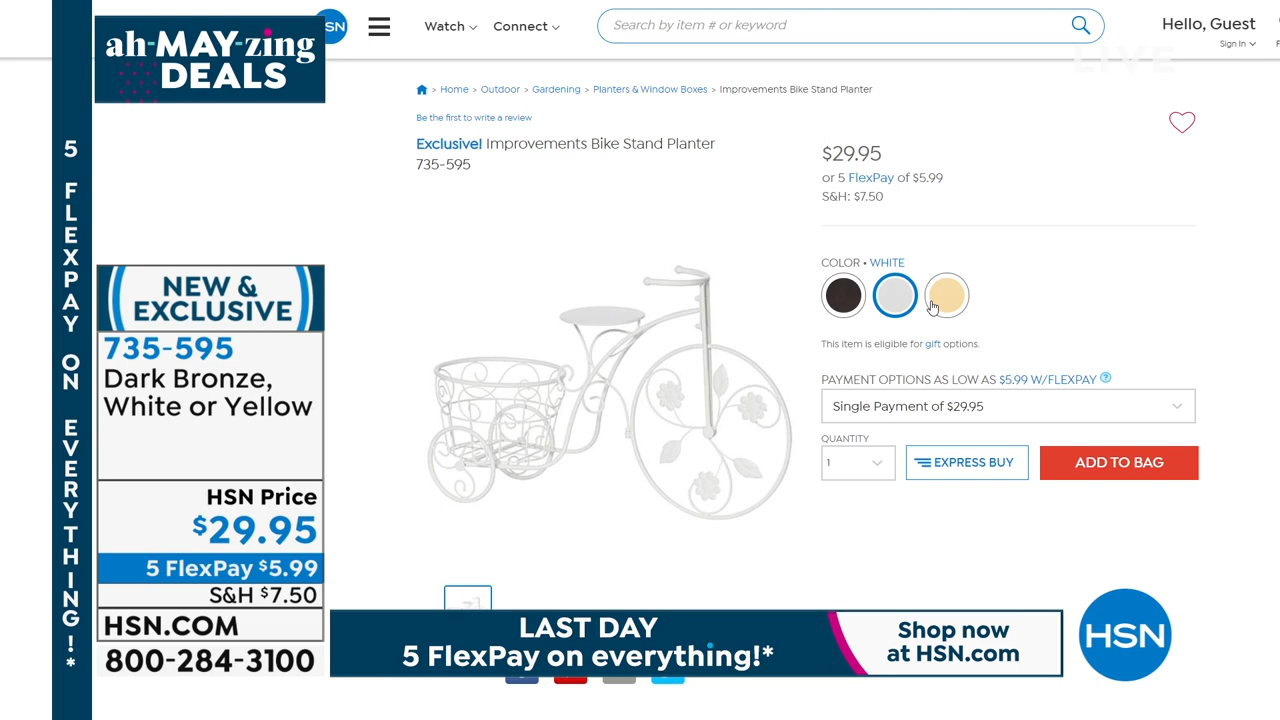 ah-MAY-zing
DEALS
5 FLEXPAY ON EVERYTHING!*
NEW &
EXCLUSIVE
735-595
Dark Bronze,
White or Yellow
HSN Price
$29.95
5 FlexPay $5.99
S&H $7.50
HSN.COM
800-284-3100
SN
Watch
Connect
Search by item # or keyword
Hello, Guest
Sign In
LIVE
Home > Outdoor > Gardening > Planters & Window Boxes > Improvements Bike Stand Planter
Be the first to write a review
Exclusive! Improvements Bike Stand Planter
735-595
$29.95
or 5 FlexPay of $5.99
S&H: $7.50
COLOR • WHITE
This item is eligible for gift options.
PAYMENT OPTIONS AS LOW AS $5.99 W/FLEXPAY ?
Single Payment of $29.95
QUANTITY
1
EXPRESS BUY
ADD TO BAG
LAST DAY
5 FlexPay on everything!*
Shop now
at HSN.com
HSN